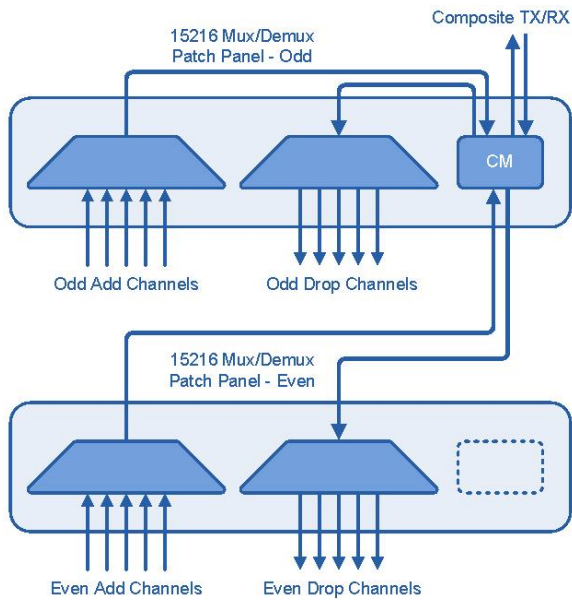 Composite TX/RX
15216 Mux/Demux
Patch Panel - Odd
CM
Odd Add Channels
Odd Drop Channels
15216 Mux/Demux
Patch Panel - Even
Even Add Channels
Even Drop Channels